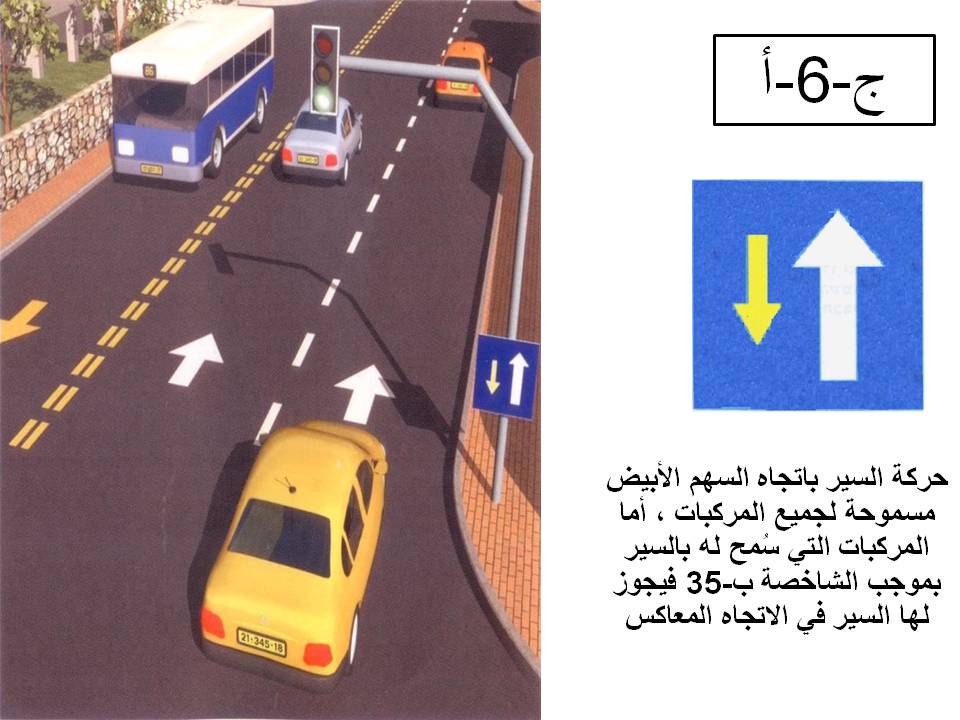 ج-6-أ
حركة السير باتجاه السهم الأبيض
مسموحة لجميع المركبات ، أما
المركبات التي سُمح له بالسير
بموجب الشاخصة ب-35 فيجوز
لها السير في الاتجاه المعاكس
86
21-345-18